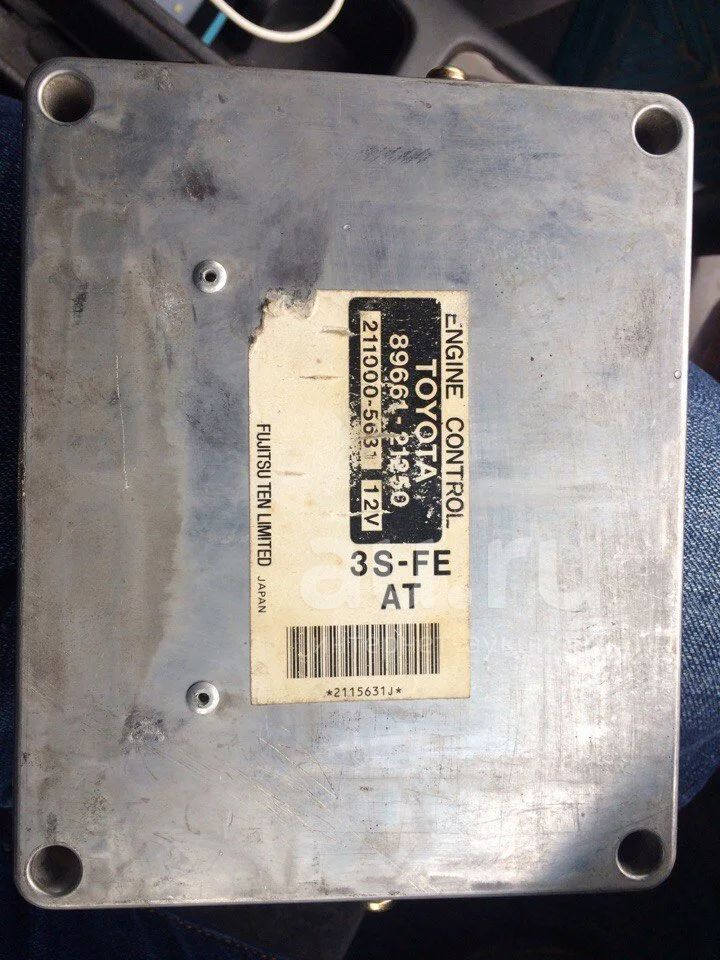 ENGINE CONTROL
TOYOTA
211000-5631 12V
FUJITSU TEN LIMITED JAPAN
3S-FE
AT
*2115631J*